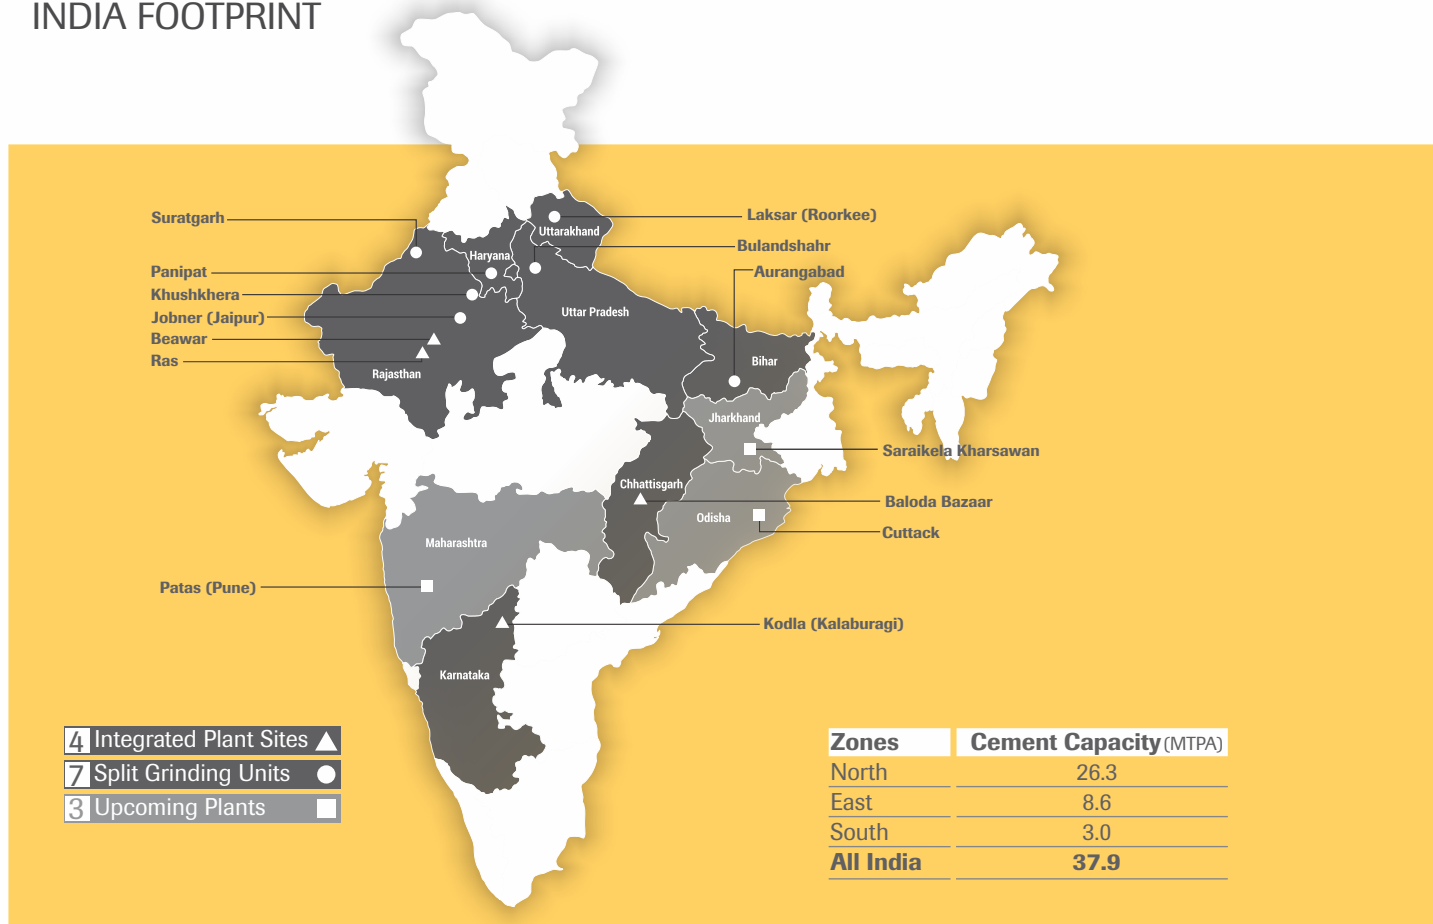 INDIA FOOTPRINT
Suratgarh
Panipat
Khushkhera
Jobner (Jaipur)
Beawar
Ras
Laksar (Roorkee)
Bulandshahr
Aurangabad
Uttarakhand
Haryana
Uttar Pradesh
Rajasthan
Bihar
Jharkhand
Saraikela Kharsawan
Chhattisgarh
Baloda Bazaar
Odisha
Cuttack
Maharashtra
Patas (Pune)
Kodla (Kalaburagi)
Karnataka
4 Integrated Plant Sites
7 Split Grinding Units
3 Upcoming Plants
Zones Cement Capacity (MTPA)
North 26.3
East 8.6
South 3.0
All India 37.9